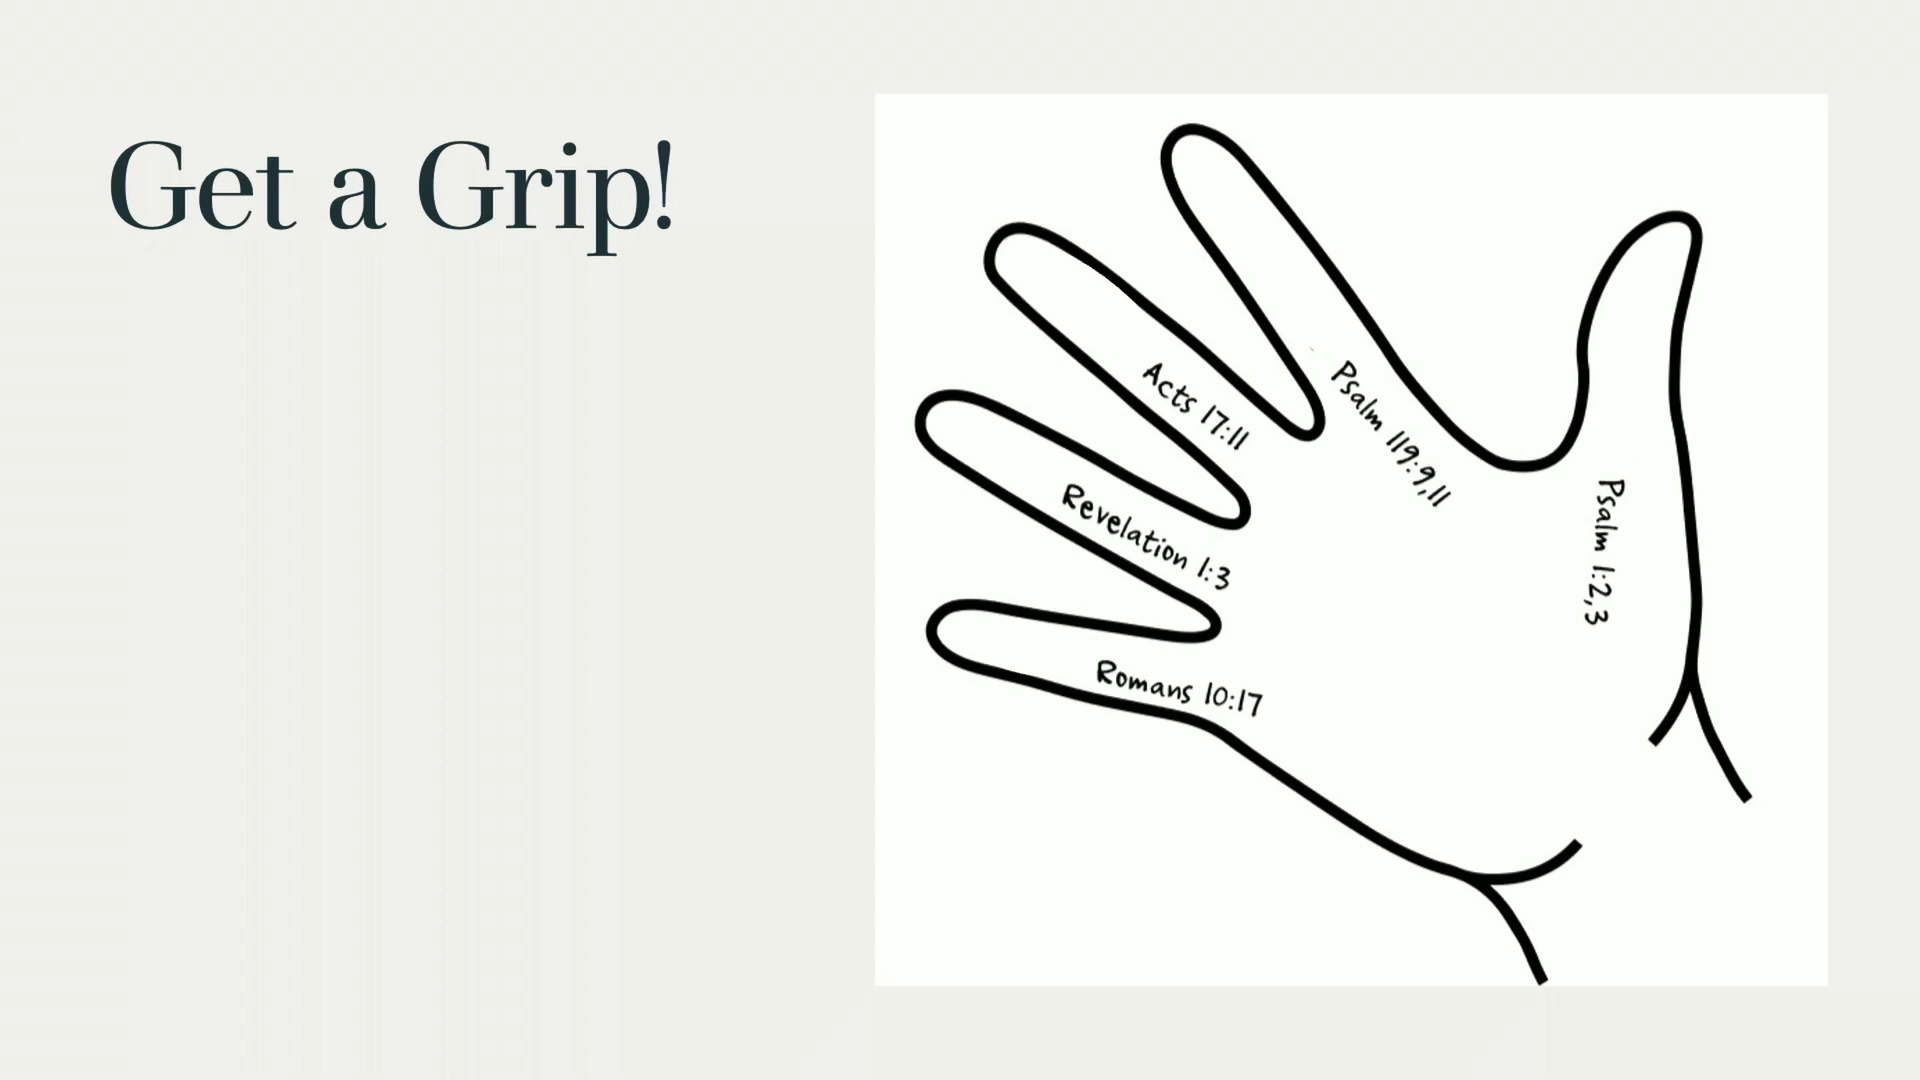 Get a Grip!
Acts 17:11
Psalm 119:9,11
Revelation 1:3
Psalm 1:2,3
Romans 10:17